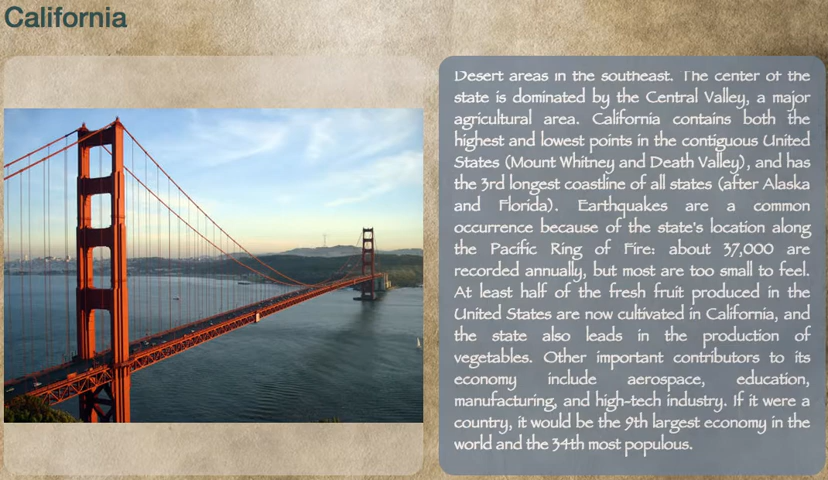 California
Desert areas in the southeast. The center of the
state is dominated by the Central Valley, a major
agricultural area. California contains both the
highest and lowest points in the contiguous United
States (Mount Whitney and Death Valley), and has
the 3rd longest coastline of all states (after Alaska
and Florida). Earthquakes are a common
occurrence because of the state's location along
the Pacific Ring of Fire: about 37,000 are
recorded annually, but most are too small to feel.
At least half of the fresh fruit produced in the
United States are now cultivated in California, and
the state also leads in the production of
vegetables. Other important contributors to its
economy include aerospace, education,
manufacturing, and high-tech industry. If it were a
country, it would be the 9th largest economy in the
world and the 34th most populous.